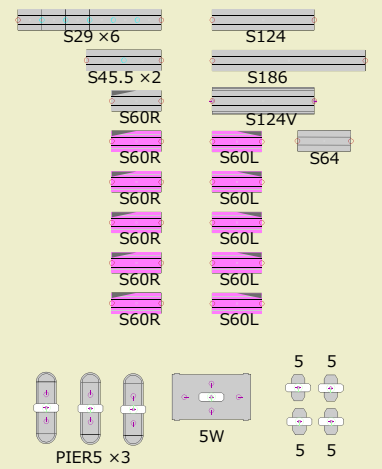 S29 ×6 S124
S45.5 ×2 S186
S60R S124V
S60R S60L S64
S60R S60L
S60R S60L
S60R S60L
S60R S60L
5 5
PIER5 ×3 5W 5 5